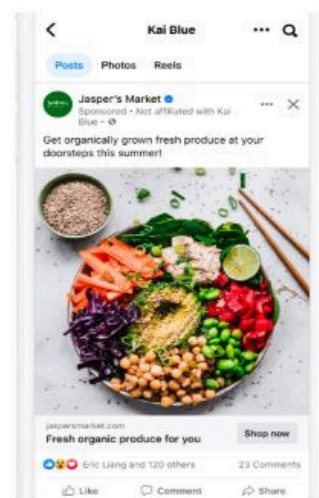 Kai Blue
Posts Photos Reels
Jasper's Market
Sponsored • Not affiliated with Kai
Blue •
Get organically grown fresh produce at your
doorsteps this summer!
jaspersmarket.com
Fresh organic produce for you
Shop now
Eric Liang and 120 others 23 Comments
Like Comment Share